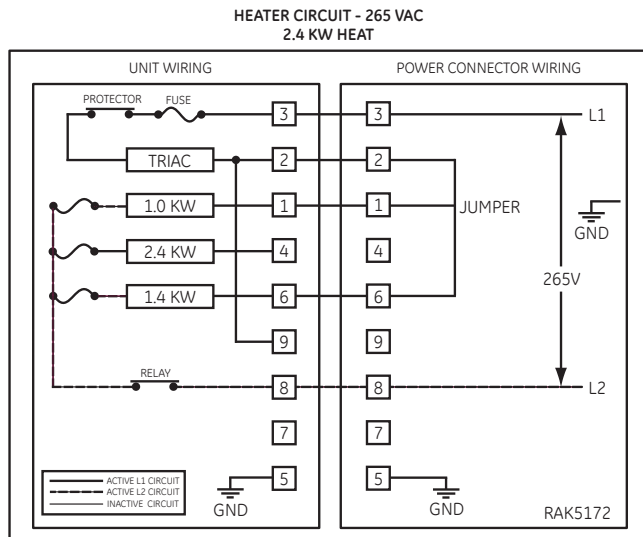 HEATER CIRCUIT - 265 VAC
2.4 KW HEAT
UNIT WIRING
POWER CONNECTOR WIRING
PROTECTOR FUSE
3 3 L1
TRIAC 2 2
1.0 KW 1 1 JUMPER
GND
2.4 KW 4 4
265V
1.4 KW 6 6
9 9
RELAY
8 8 L2
7 7
ACTIVE L1 CIRCUIT
ACTIVE L2 CIRCUIT
INACTIVE CIRCUIT
5 5
GND GND
RAK5172